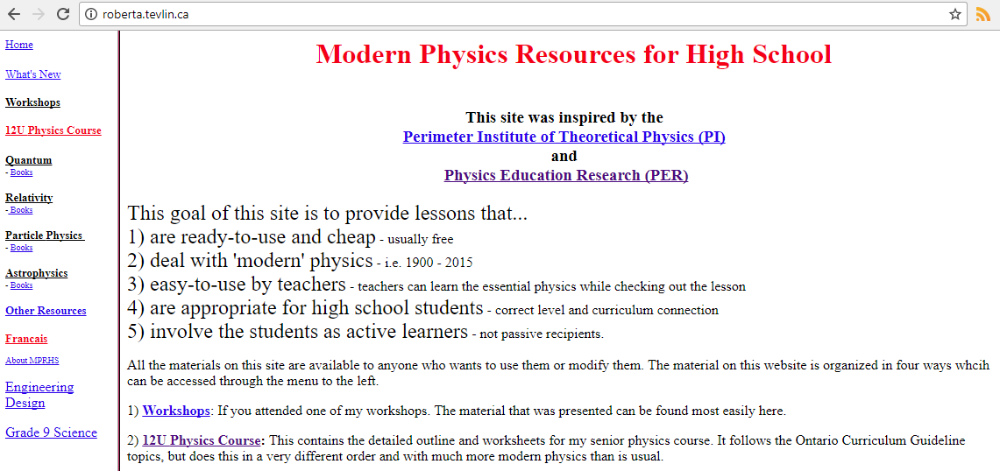 roberta.tevlin.ca
Home
What's New
Workshops
12U Physics Course
Quantum
- Books
Relativity
- Books
Particle Physics
- Books
Astrophysics
- Books
Other Resources
Francais
About MPRHS
Engineering
Design
Grade 9 Science
Modern Physics Resources for High School
This site was inspired by the
Perimeter Institute of Theoretical Physics (PI)
and
Physics Education Research (PER)
This goal of this site is to provide lessons that...
1) are ready-to-use and cheap - usually free
2) deal with 'modern' physics - i.e. 1900 - 2015
3) easy-to-use by teachers - teachers can learn the essential physics while checking out the lesson
4) are appropriate for high school students - correct level and curriculum connection
5) involve the students as active learners - not passive recipients.
All the materials on this site are available to anyone who wants to use them or modify them. The material on this website is organized in four ways whcih
can be accessed through the menu to the left.
1) Workshops: If you attended one of my workshops. The material that was presented can be found most easily here.
2) 12U Physics Course: This contains the detailed outline and worksheets for my senior physics course. It follows the Ontario Curriculum Guideline
topics, but does this in a very different order and with much more modern physics than is usual.